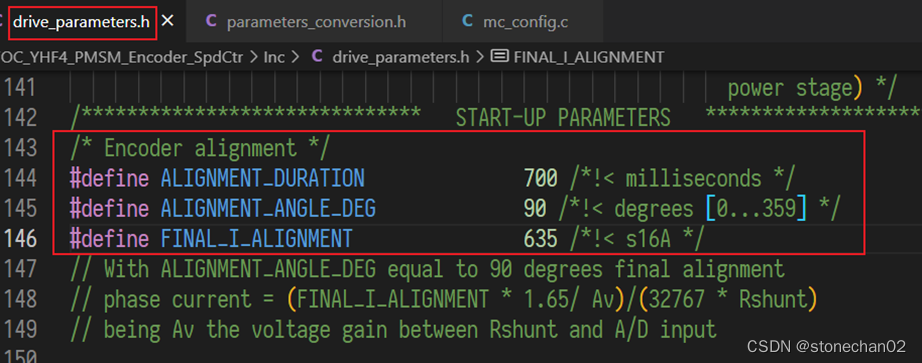 drive_parameters.h × C parameters_conversion.h C mc_config.c
OC_YHF4_PMSM_Encoder_SpdCtr > Inc > C drive_parameters.h > FINAL_I_ALIGNMENT
141 power stage) */
142 /***************************** START-UP PARAMETERS ********************
143 /* Encoder alignment */
144 #define ALIGNMENT_DURATION 700 /*!< milliseconds */
145 #define ALIGNMENT_ANGLE_DEG 90 /*!< degrees [0...359] */
146 #define FINAL_I_ALIGNMENT 635 /*!< s16A */
147 // With ALIGNMENT_ANGLE_DEG equal to 90 degrees final alignment
148 // phase current = (FINAL_I_ALIGNMENT * 1.65/ Av)/(32767 * Rshunt)
149 // being Av the voltage gain between Rshunt and A/D input
150
CSDN @stonechan02